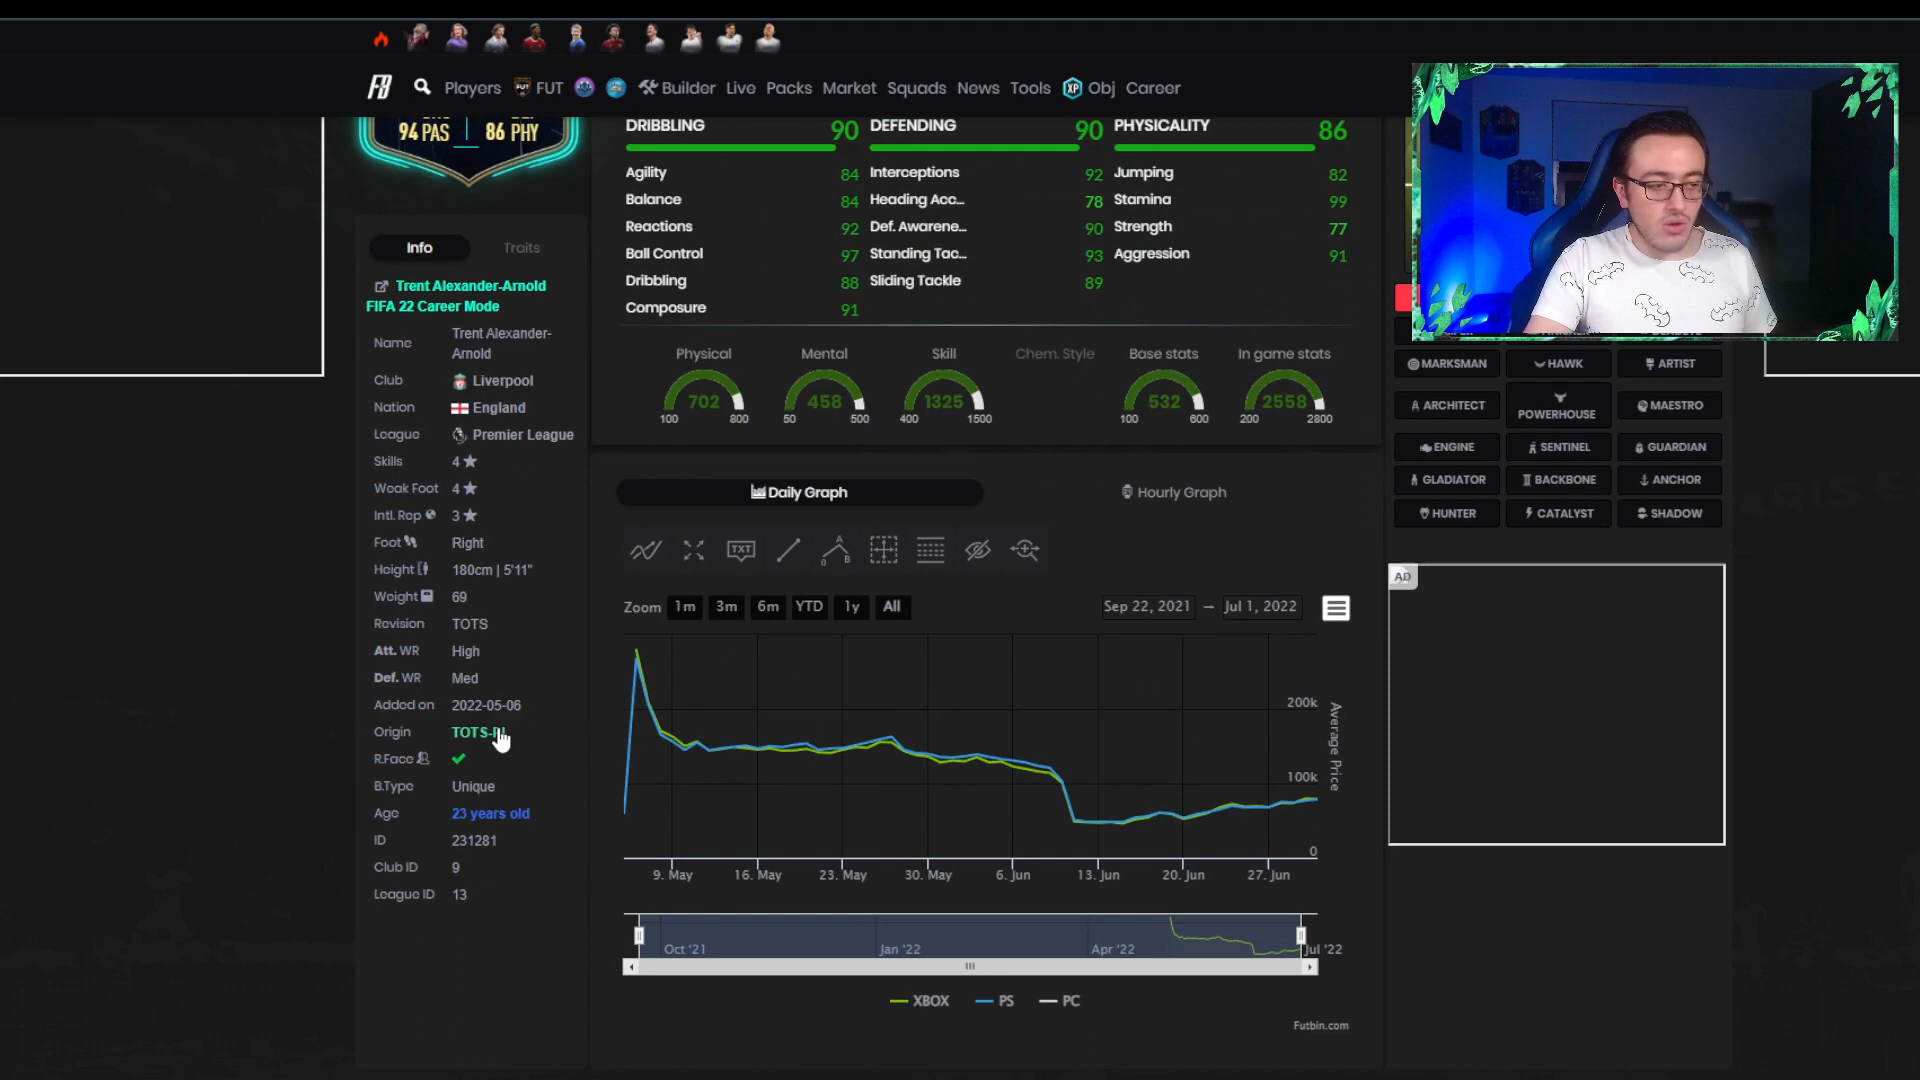 Players FUT Builder Live Packs Market Squads News Tools XP Obj Career
94 PAS 86 PHY
DRIBBLING 90 DEFENDING 90 PHYSICALITY 86
Agility 84 Interceptions 92 Jumping 82
Balance 84 Heading Acc... 78 Stamina 99
Reactions 92 Def. Awarene... 90 Strength 77
Ball Control 97 Standing Tac... 93 Aggression 91
Dribbling 88 Sliding Tackle 89
Composure 91
Info Traits
Trent Alexander-Arnold
FIFA 22 Career Mode
Name Trent Alexander-
Arnold
Club Liverpool
Nation England
League Premier League
Skills 4
Weak Foot 4
Intl. Rep 3
Foot Right
Height 180cm | 5'11"
Weight 69
Revision TOTS
Att. WR High
Def. WR Med
Added on 2022-05-06
Origin TOTS-
R.Face
B.Type Unique
Age 23 years old
ID 231281
Club ID 9
League ID 13
Physical Mental Skill Chem. Style Base stats In game stats
702 458 1325 532 2558
100 800 50 500 400 1500 100 600 200 2800
Daily Graph Hourly Graph
TXT
A
0 B
Zoom 1m 3m 6m YTD 1y All Sep 22, 2021 → Jul 1, 2022
200k
100k
0
Average Price
9. May 16. May 23. May 30. May 6. Jun 13. Jun 20. Jun 27. Jun
Oct '21 Jan '22 Apr '22 Jul '22
XBOX PS PC
Futbin.com
MARKSMAN HAWK ARTIST
ARCHITECT POWERHOUSE MAESTRO
ENGINE SENTINEL GUARDIAN
GLADIATOR BACKBONE ANCHOR
HUNTER CATALYST SHADOW
AD